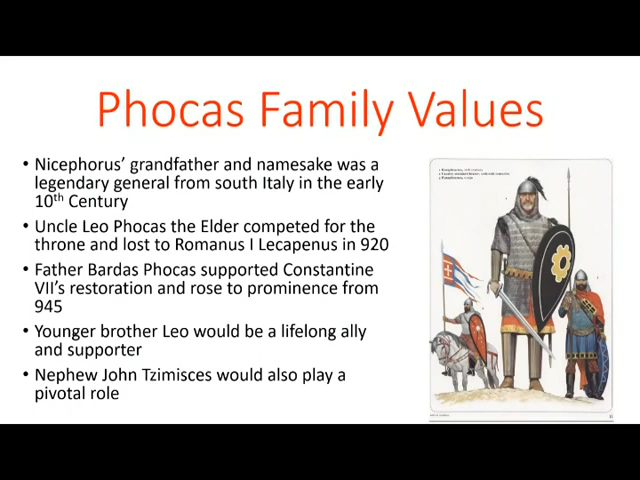 Phocas Family Values
• Nicephorus’ grandfather and namesake was a
legendary general from south Italy in the early
10th Century
• Uncle Leo Phocas the Elder competed for the
throne and lost to Romanus I Lecapenus in 920
• Father Bardas Phocas supported Constantine
VII’s restoration and rose to prominence from
945
• Younger brother Leo would be a lifelong ally
and supporter
• Nephew John Tzimisces would also play a
pivotal role